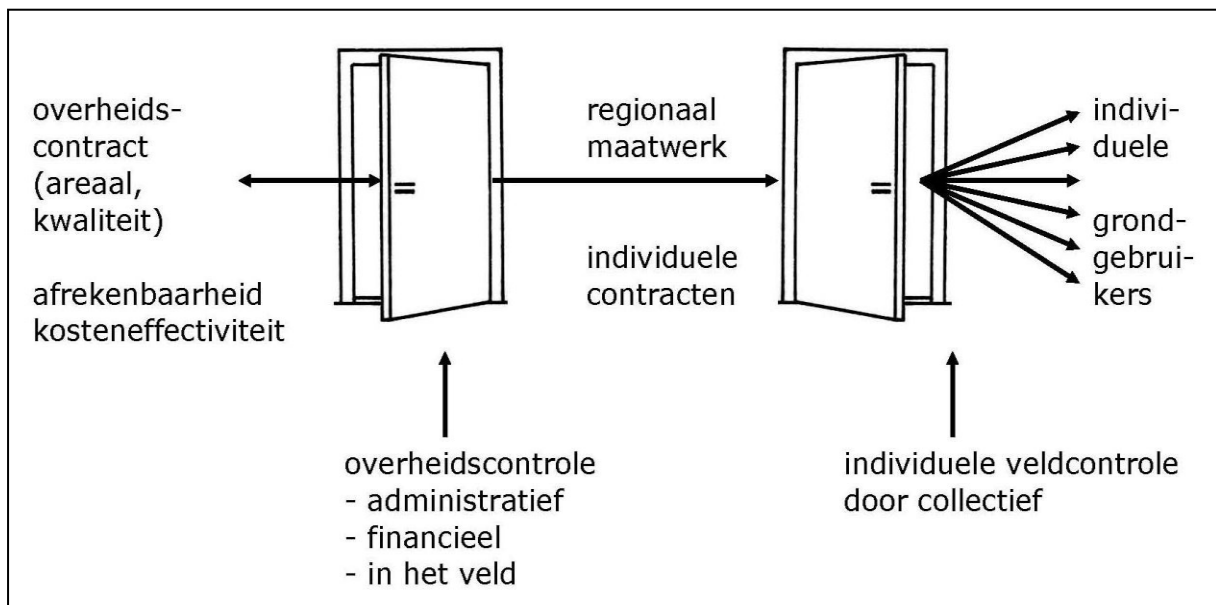 overheids-
contract
(areaal,
kwaliteit)
afrekenbaarheid
kosteneffectiviteit
regionaal
maatwerk
individuele
contracten
indivi-
duele
grond-
gebrui-
kers
overheidscontrole
- administratief
- financieel
- in het veld
individuele veldcontrole
door collectief